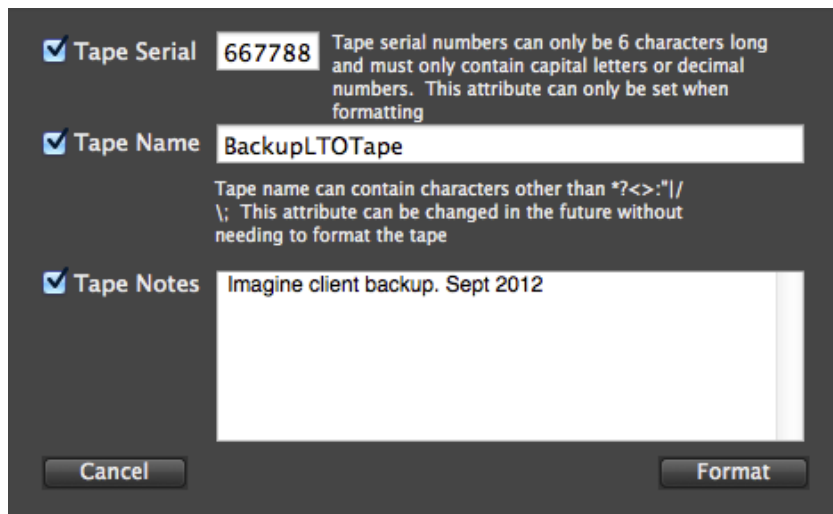 Tape Serial
667788
Tape serial numbers can only be 6 characters long
and must only contain capital letters or decimal
numbers.  This attribute can only be set when
formatting
Tape Name
BackupLTOTape
Tape name can contain characters other than *?<>:"|/
\;  This attribute can be changed in the future without
needing to format the tape
Tape Notes
Imagine client backup. Sept 2012
Cancel
Format